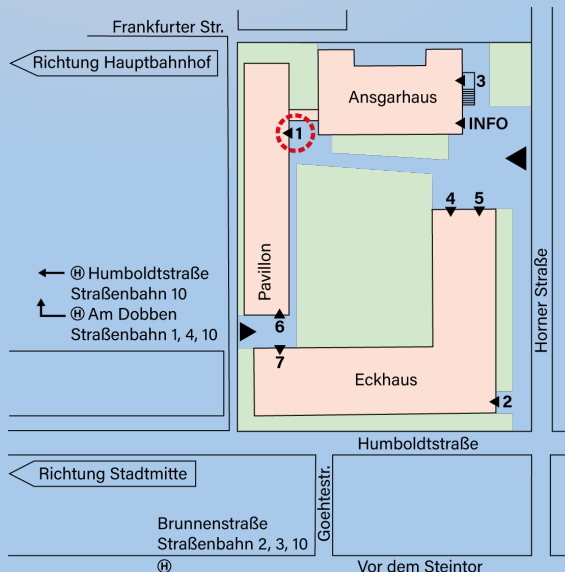 Frankfurter Str.
Richtung Hauptbahnhof
Ansgarhaus
3
INFO
1
4 5
Pavillon
Horner Straße
Ⓗ Humboldtstraße
Straßenbahn 10
Ⓗ Am Dobben
Straßenbahn 1, 4, 10
6
7
Eckhaus
2
Humboldtstraße
Richtung Stadtmitte
Goehtestr.
Brunnenstraße
Straßenbahn 2, 3, 10
Ⓗ
Vor dem Steintor